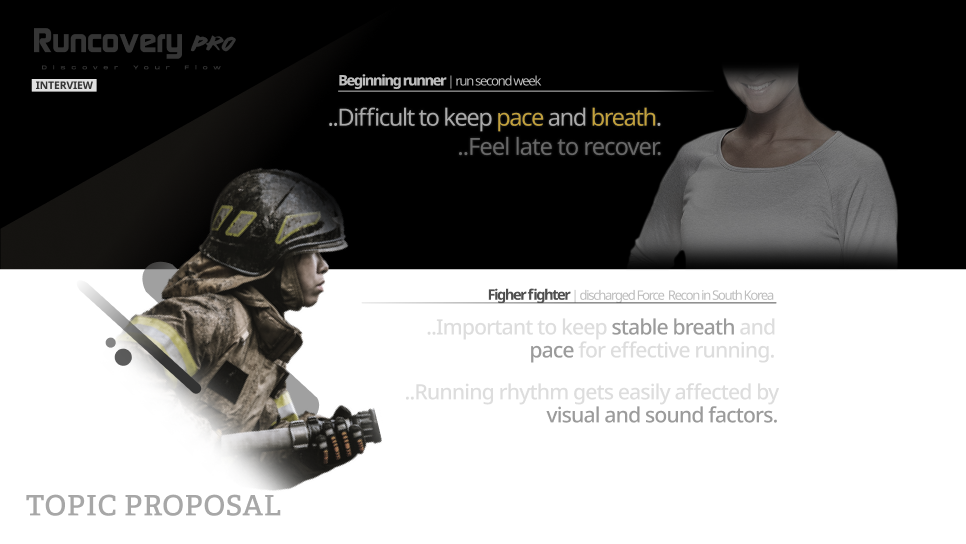 Runcovery PRO
Discover Your Flow
INTERVIEW
Beginning runner | run second week
..Difficult to keep pace and breath.
..Feel late to recover.
Figher fighter | discharged Force Recon in South Korea
..Important to keep stable breath and
pace for effective running.
..Running rhythm gets easily affected by
visual and sound factors.
TOPIC PROPOSAL